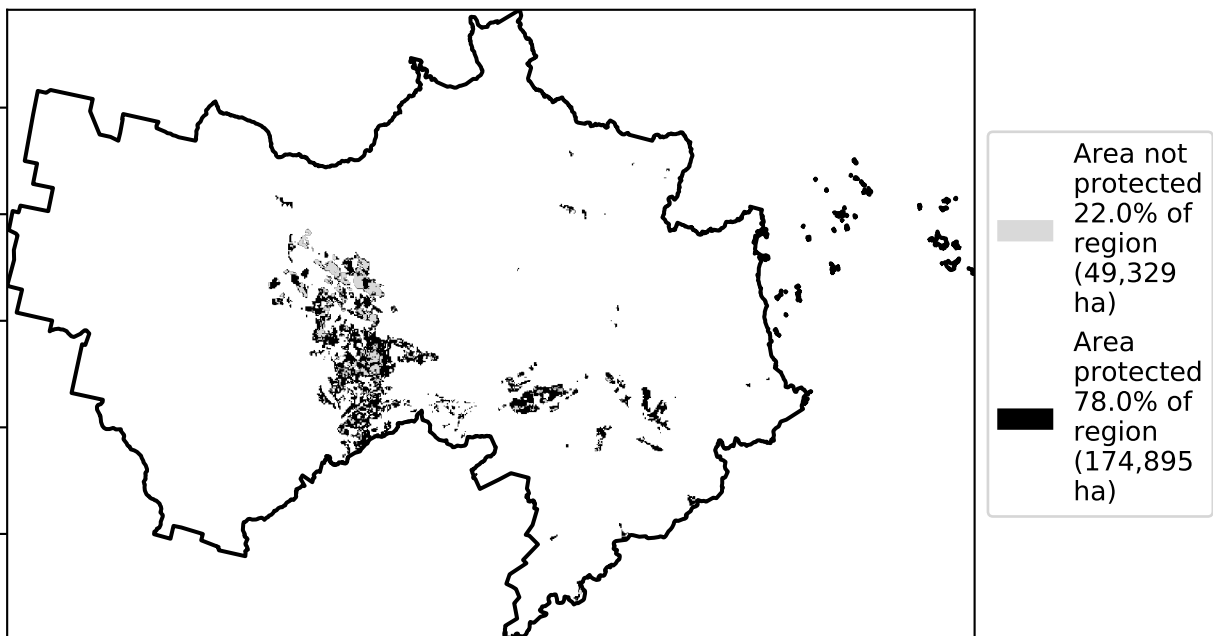 Area not
protected
22.0% of
region
(49,329
ha)
Area
protected
78.0% of
region
(174,895
ha)